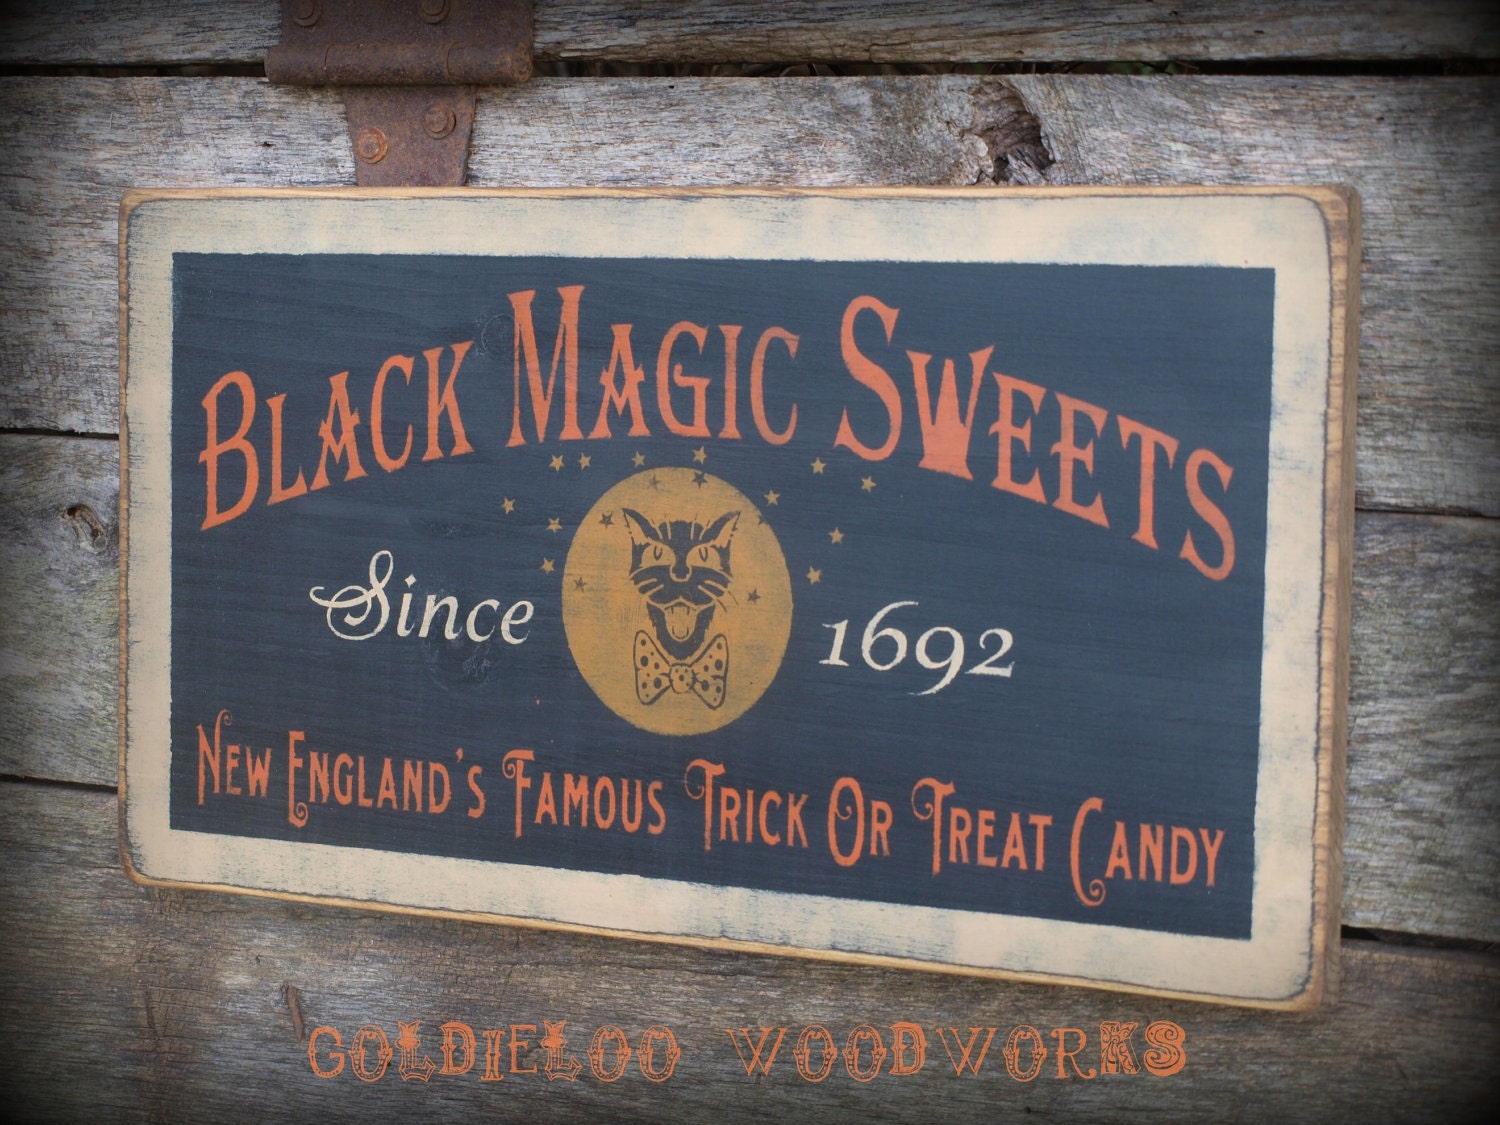 Black Magic Sweets
Since 1692
New England's Famous Trick Or Treat Candy
GOLDIELOO WOODWORKS